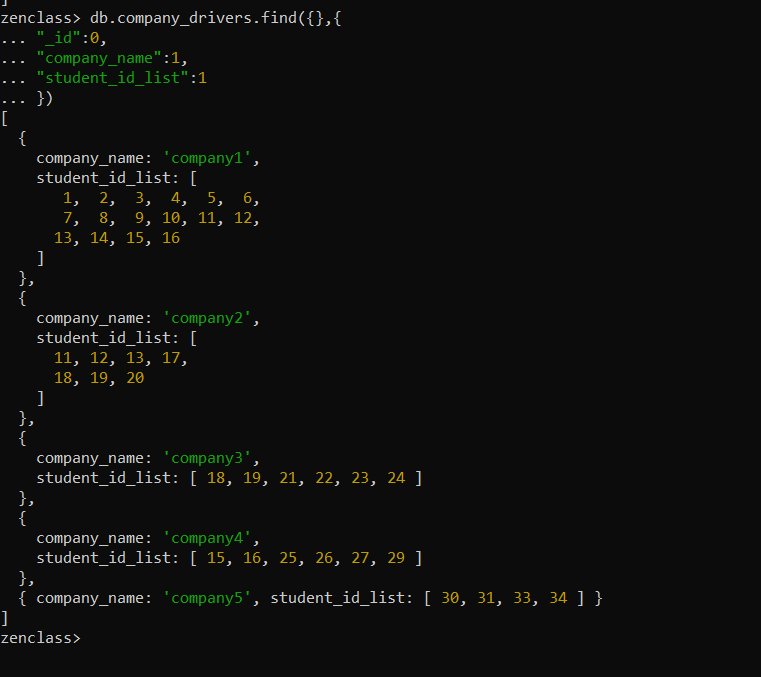 ]
zenclass> db.company_drivers.find({},{
... "_id":0,
... "company_name":1,
... "student_id_list":1
... })
[
  {
    company_name: 'company1',
    student_id_list: [
       1,  2,  3,  4,  5,  6,
       7,  8,  9, 10, 11, 12,
      13, 14, 15, 16
    ]
  },
  {
    company_name: 'company2',
    student_id_list: [
      11, 12, 13, 17,
      18, 19, 20
    ]
  },
  {
    company_name: 'company3',
    student_id_list: [ 18, 19, 21, 22, 23, 24 ]
  },
  {
    company_name: 'company4',
    student_id_list: [ 15, 16, 25, 26, 27, 29 ]
  },
  { company_name: 'company5', student_id_list: [ 30, 31, 33, 34 ] }
]
zenclass>